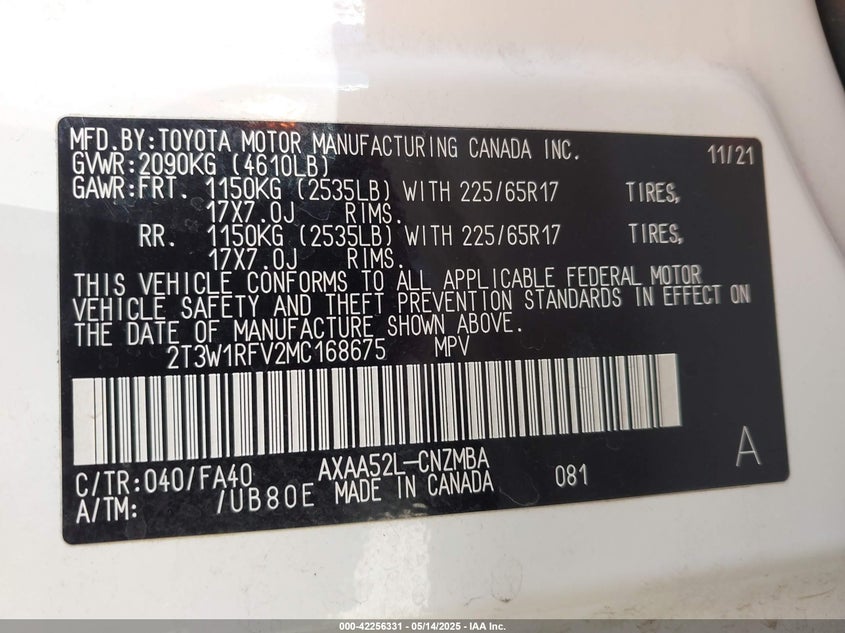 MFD.BY:TOYOTA MOTOR MANUFACTURING CANADA INC. 11/21
GVWR:2090KG (4610LB)
GAWR:FRT. 1150KG (2535LB) WITH 225/65R17 TIRES,
17X7.0J RIMS.
RR. 1150KG (2535LB) WITH 225/65R17 TIRES,
17X7.0J RIMS.
THIS VEHICLE CONFORMS TO ALL APPLICABLE FEDERAL MOTOR
VEHICLE SAFETY AND THEFT PREVENTION STANDARDS IN EFFECT ON
THE DATE OF MANUFACTURE SHOWN ABOVE.
2T3W1RFV2MC168675 MPV
A
C/TR:040/FA40 AXAA52L-CNZMBA 081
A/TM: /UB80E MADE IN CANADA
000-42256331 - 05/14/2025 - IAA Inc.